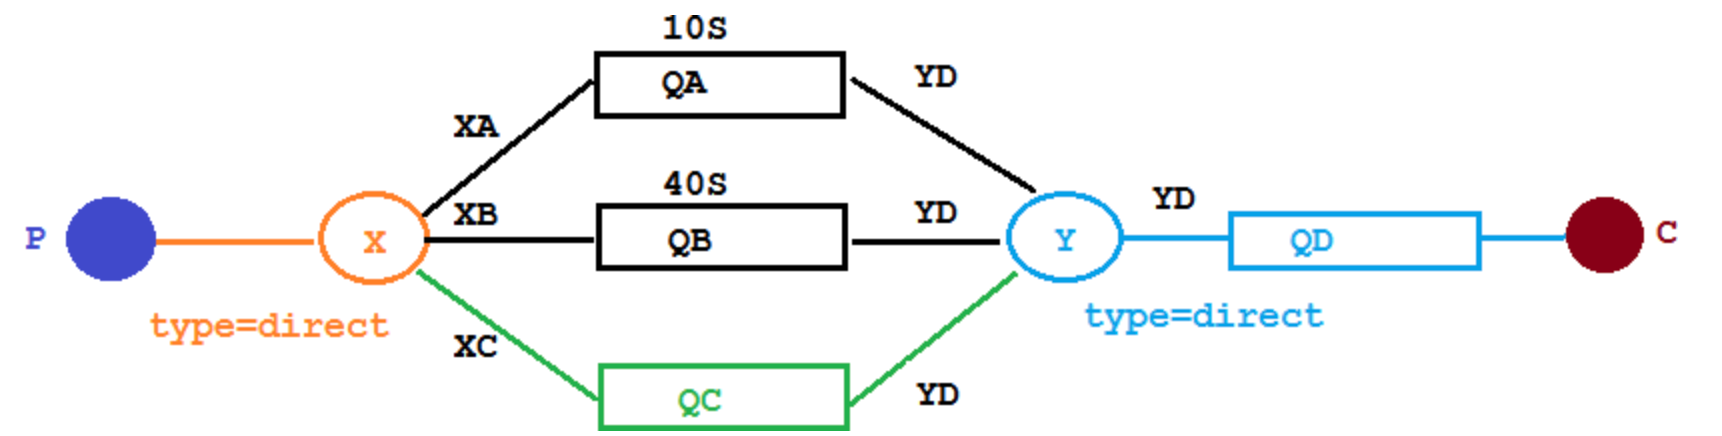 10S
QA
YD
XA
40S
XB
QB
YD
YD
P
X
Y
QD
C
type=direct
type=direct
XC
QC
YD